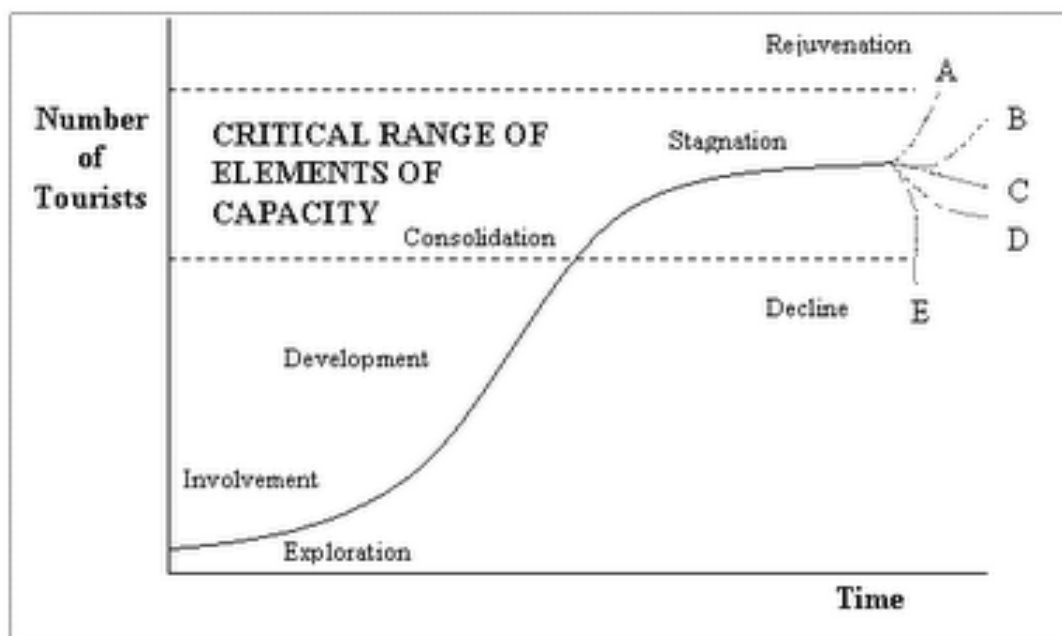 Rejuvenation
A
Number
of
Tourists
B
CRITICAL RANGE OF
ELEMENTS OF
CAPACITY
Stagnation
C
Consolidation
D
Decline
E
Development
Involvement
Exploration
Time